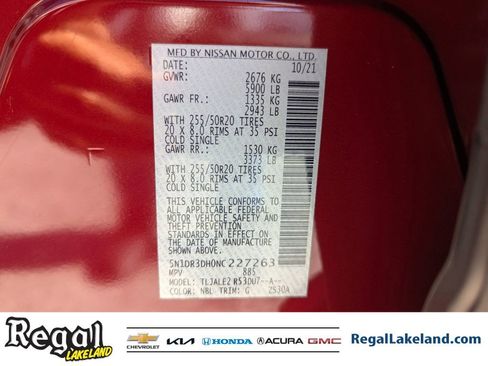 MFD BY NISSAN MOTOR CO., LTD.
DATE: 10/21
GVWR: 2676 KG
5900 LB
GAWR FR.: 1335 KG
2943 LB
WITH 255/50R20 TIRES
20 X 8.0 RIMS AT 35 PSI
COLD SINGLE
GAWR RR.: 1530 KG
3373 LB
WITH 255/50R20 TIRES
20 X 8.0 RIMS AT 35 PSI
COLD SINGLE
THIS VEHICLE CONFORMS TO
ALL APPLICABLE FEDERAL
MOTOR VEHICLE SAFETY AND
THEFT PREVENTION
STANDARDS IN EFFECT ON
THE DATE OF MANUFACTURE
SHOWN ABOVE.
5N1DR3DH0NC227263
MPV 885
MODEL: TLJALE2 R53DU7--A--
COLOR: NBL TRIM: G 2530A
Regal
LAKELAND
CHEVROLET KIA HONDA ACURA GMC
RegalLakeland.com